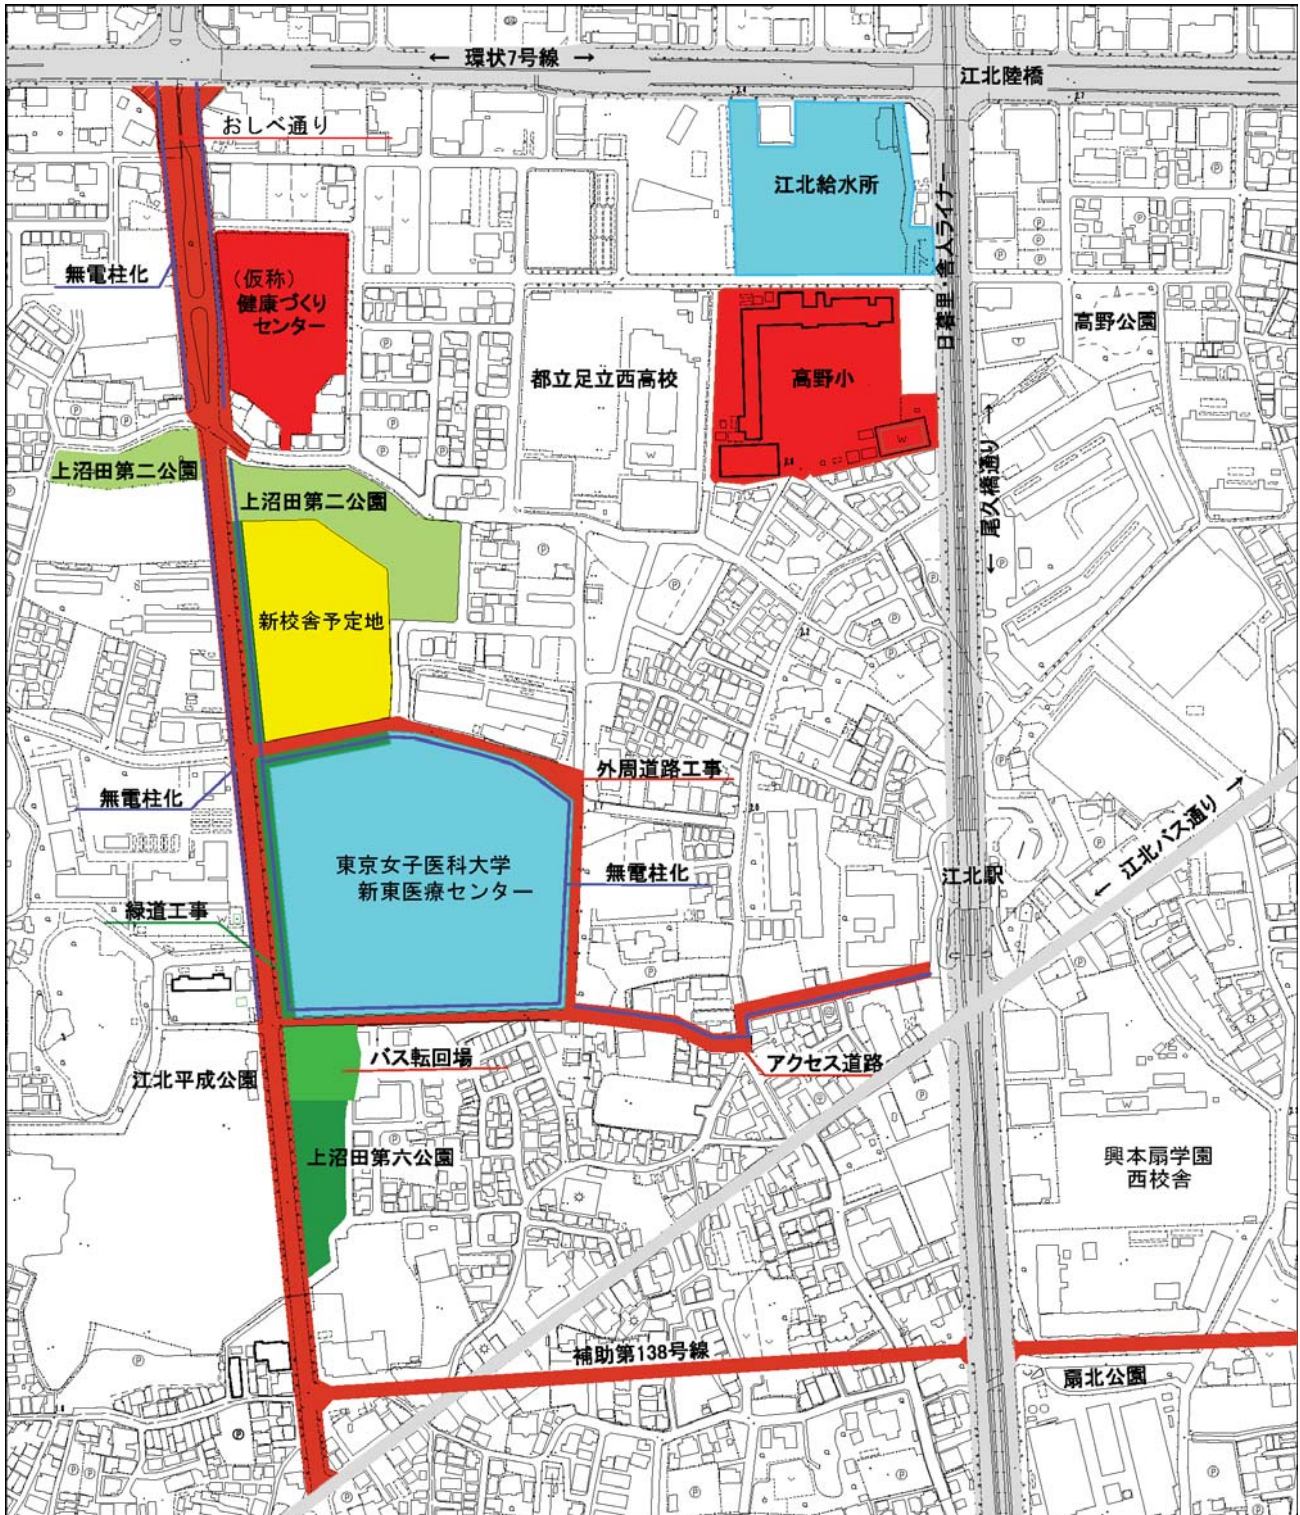 ← 環状7号線 →
江北陸橋
おしべ通り
江北給水所
日暮里・舎人ライナー
無電柱化
(仮称)
健康づくり
センター
高野公園
都立足立西高校
高野小
上沼田第二公園
上沼田第二公園
← 尾久橋通り →
新校舎予定地
外周道路工事
無電柱化
← 江北バス通り →
東京女子医科大学
新東医療センター
無電柱化
江北駅
緑道工事
バス転回場
アクセス道路
江北平成公園
上沼田第六公園
興本扇学園
西校舎
補助第138号線
扇北公園